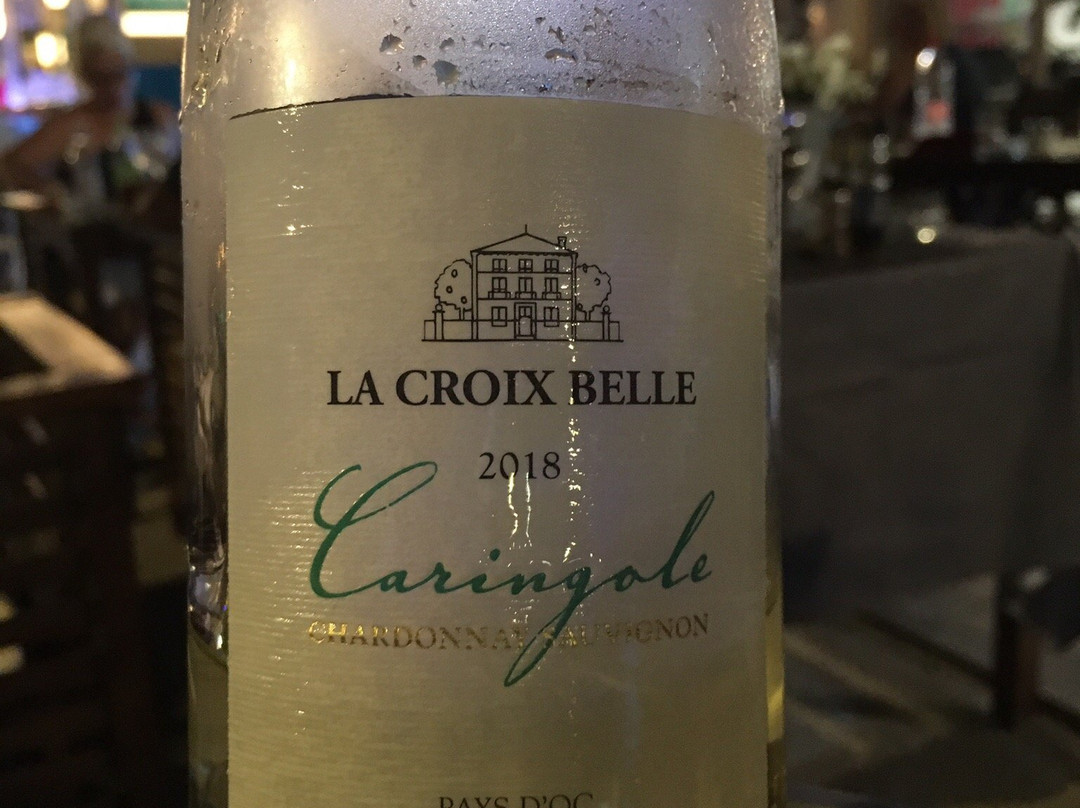 LA CROIX BELLE
2018
Caringole
CHARDONNAY SAUVIGNON
PAYS D'OC